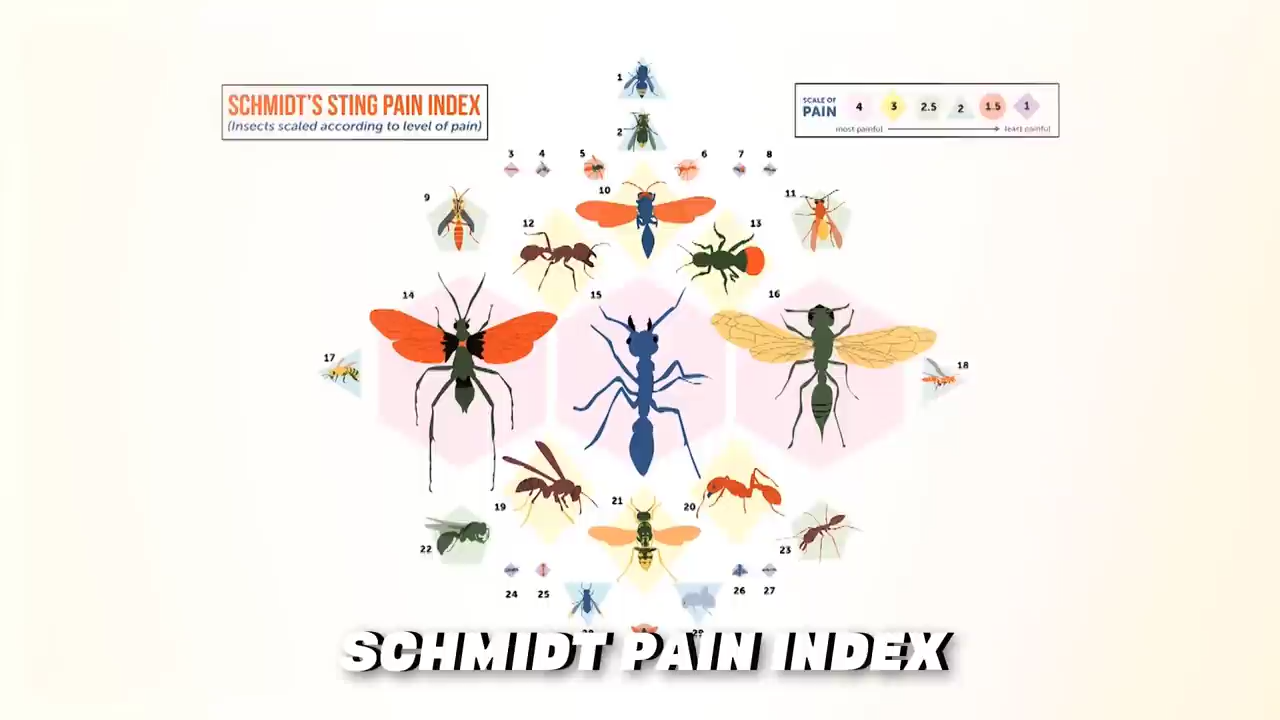 1
SCHMIDT'S STING PAIN INDEX
(Insects scaled according to level of pain)
SCALE OF
PAIN
4 3 2.5 2 1.5 1
most painful least painful
2
3 4 5 6 7 8
9 10 11
12 13
14 15 16
17 18
19 21 20
22 23
24 25 26 27
SCHMIDT PAIN INDEX